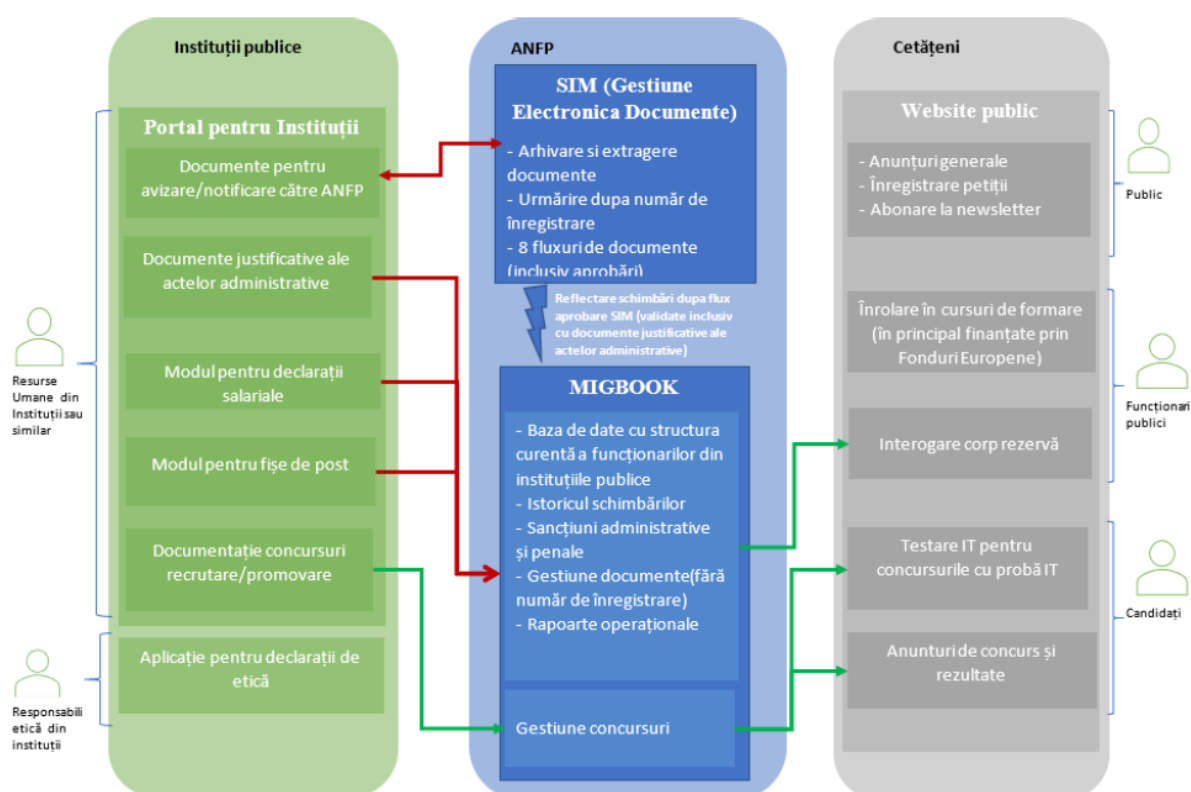 Instituții publice
Portal pentru Instituții
Documente pentru
avizare/notificare către ANFP
Documente justificative ale
actelor administrative
Modul pentru declarații
salariale
Modul pentru fișe de post
Documentație concursuri
recrutare/promovare
Aplicație pentru declarații de
etică
Resurse
Umane din
Instituții sau
similar
Responsabili
etică din
instituții
ANFP
SIM (Gestiune
Electronica Documente)
- Arhivare si extragere
documente
- Urmărire dupa număr de
înregistrare
- 8 fluxuri de documente
(inclusiv aprobări)
Reflectare schimbări dupa flux
aprobare SIM (validate inclusiv
cu documente justificative ale
actelor administrative)
MIGBOOK
- Baza de date cu structura
curentă a funcționarilor din
instituțiile publice
- Istoricul schimbărilor
- Sancțiuni administrative
și penale
- Gestiune documente(fără
număr de înregistrare)
- Rapoarte operaționale
Gestiune concursuri
Cetățeni
Website public
- Anunțuri generale
- Înregistrare petiții
- Abonare la newsletter
Înrolare în cursuri de formare
(în principal finanțate prin
Fonduri Europene)
Interogare corp rezervă
Testare IT pentru
concursurile cu probă IT
Anunturi de concurs și
rezultate
Public
Funcționari
publici
Candidați